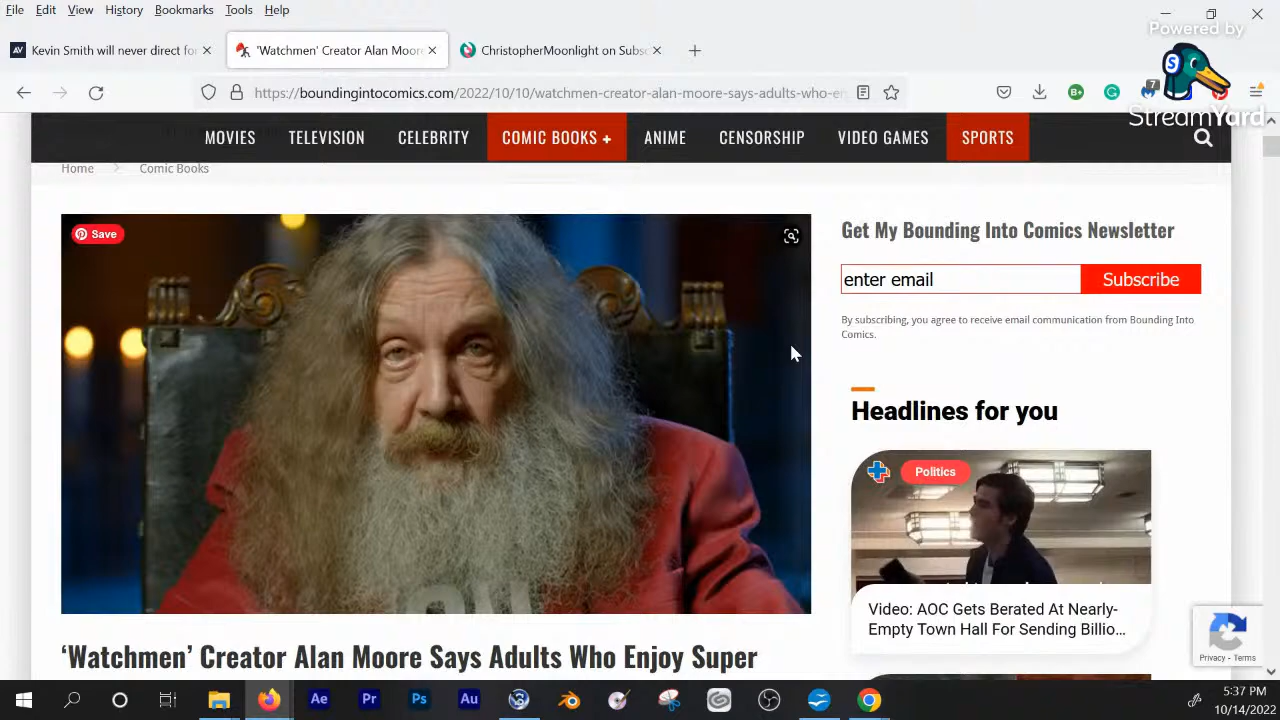 File Edit View History Bookmarks Tools Help
Powered by
StreamYard
Kevin Smith will never direct fo
'Watchmen' Creator Alan Moore
ChristopherMoonlight on Subsc
https://boundingintocomics.com/2022/10/10/watchmen-creator-alan-moore-says-adults-who-en
7
MOVIES TELEVISION CELEBRITY COMIC BOOKS + ANIME CENSORSHIP VIDEO GAMES SPORTS
Home Comic Books
Save
Get My Bounding Into Comics Newsletter
enter email Subscribe
By subscribing, you agree to receive email communication from Bounding Into
Comics.
Headlines for you
Politics
Video: AOC Gets Berated At Nearly-
Empty Town Hall For Sending Billio...
Privacy - Terms
‘Watchmen’ Creator Alan Moore Says Adults Who Enjoy Super
Ae Pr Ps Au
5:37 PM
10/14/2022